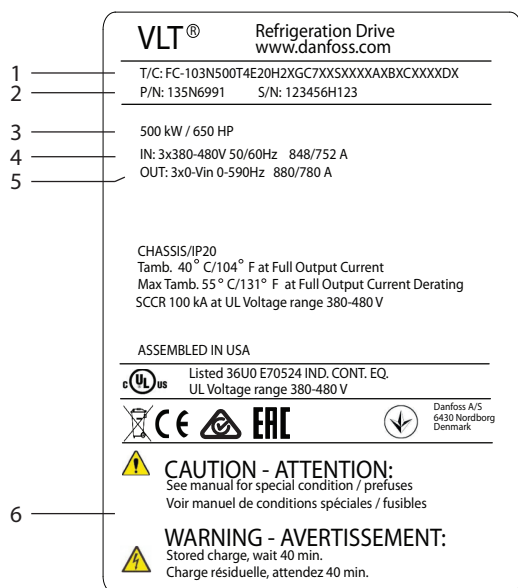 VLT® Refrigeration Drive
www.danfoss.com
1 T/C: FC-103N500T4E20H2XGC7XXSXXXXAXBXCXXXXDX
2 P/N: 135N6991 S/N: 123456H123
3 500 kW / 650 HP
4 IN: 3x380-480V 50/60Hz 848/752 A
5 OUT: 3x0-Vin 0-590Hz 880/780 A
CHASSIS/IP20
Tamb. 40° C/104° F at Full Output Current
Max Tamb. 55° C/131° F at Full Output Current Derating
SCCR 100 kA at UL Voltage range 380-480 V
ASSEMBLED IN USA
c UL us Listed 36U0 E70524 IND. CONT. EQ.
UL Voltage range 380-480 V
CE EAC
Danfoss A/S
6430 Nordborg
Denmark
CAUTION - ATTENTION:
See manual for special condition / prefuses
Voir manuel de conditions spéciales / fusibles
6
WARNING - AVERTISSEMENT:
Stored charge, wait 40 min.
Charge résiduelle, attendez 40 min.